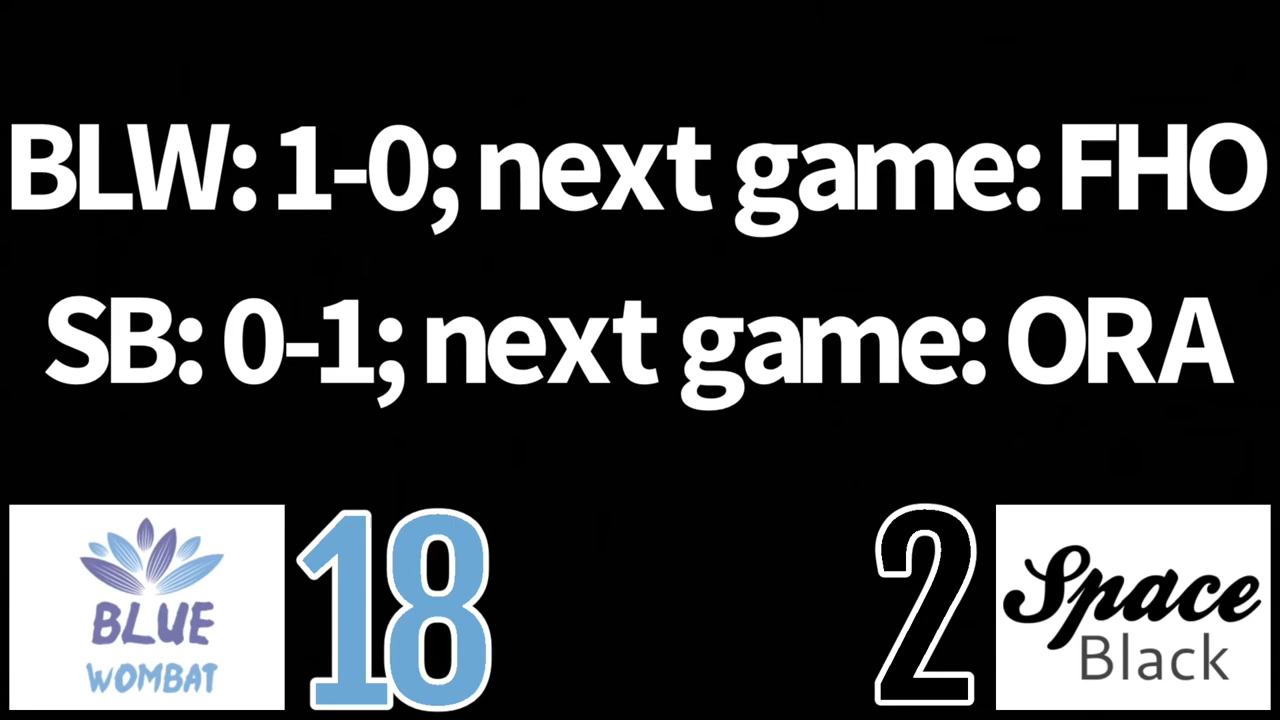 BLW: 1-0; next game: FHO
SB: 0-1; next game: ORA
BLUE
WOMBAT
18
2
Space
Black